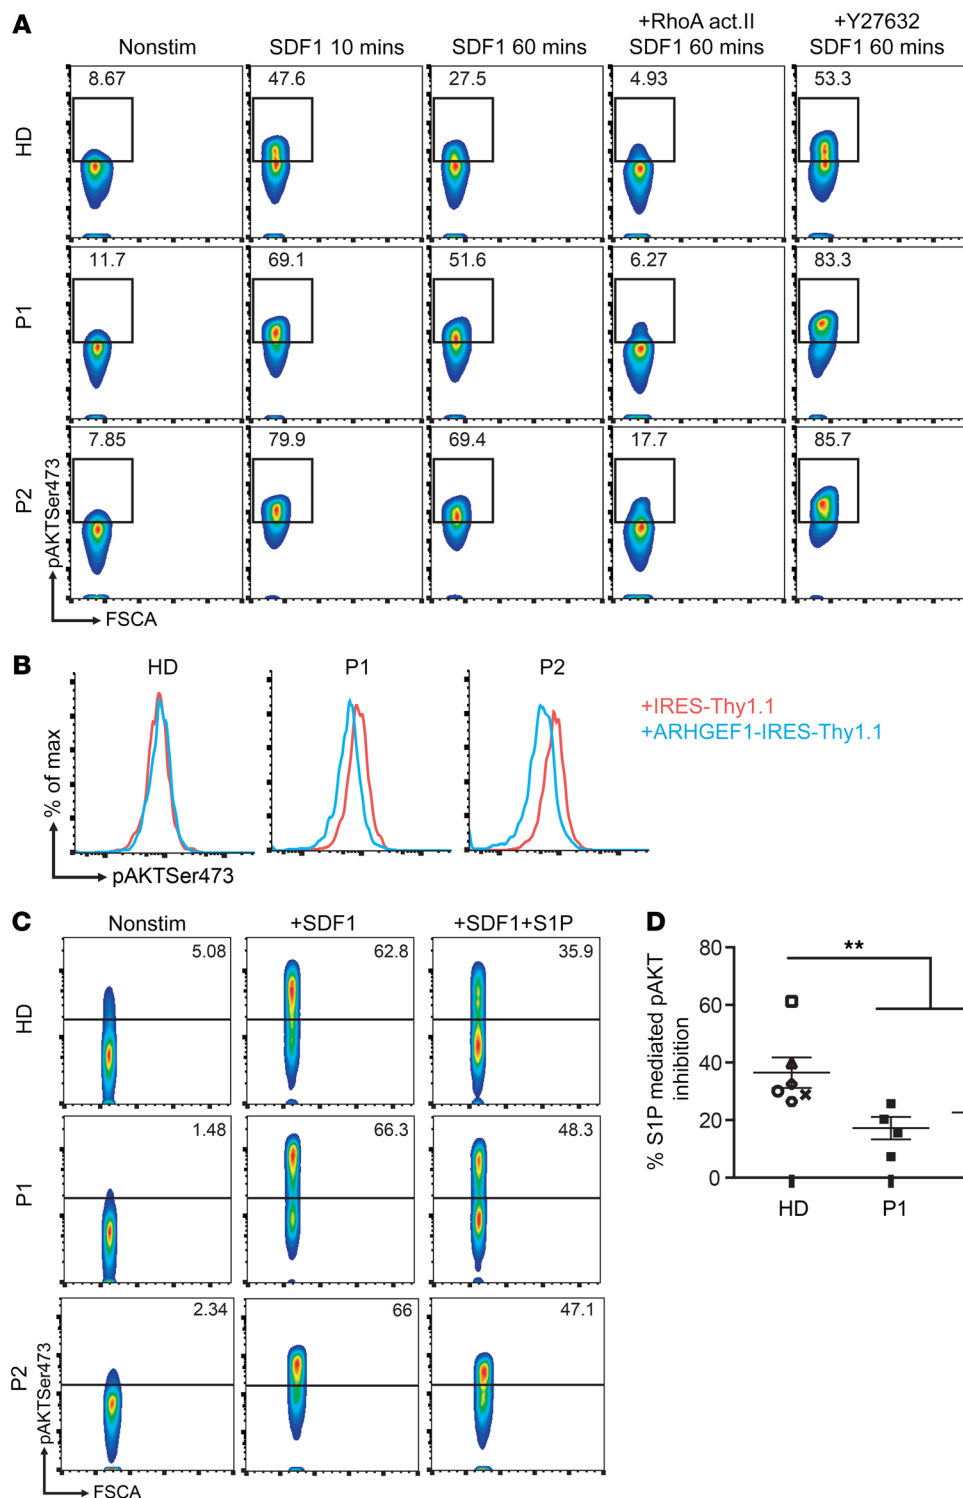 A
Nonstim
SDF1 10 mins
SDF1 60 mins
+RhoA act.II
SDF1 60 mins
+Y27632
SDF1 60 mins
HD
8.67
47.6
27.5
4.93
53.3
P1
11.7
69.1
51.6
6.27
83.3
P2
7.85
79.9
69.4
17.7
85.7
pAKTSer473
FSCA
B
HD
P1
P2
+IRES-Thy1.1
+ARHGEF1-IRES-Thy1.1
% of max
pAKTSer473
C
Nonstim
+SDF1
+SDF1+S1P
HD
5.08
62.8
35.9
P1
1.48
66.3
48.3
P2
2.34
66
47.1
pAKTSer473
FSCA
D
% S1P mediated pAKT
inhibition
80
60
40
20
0
**
HD
P1